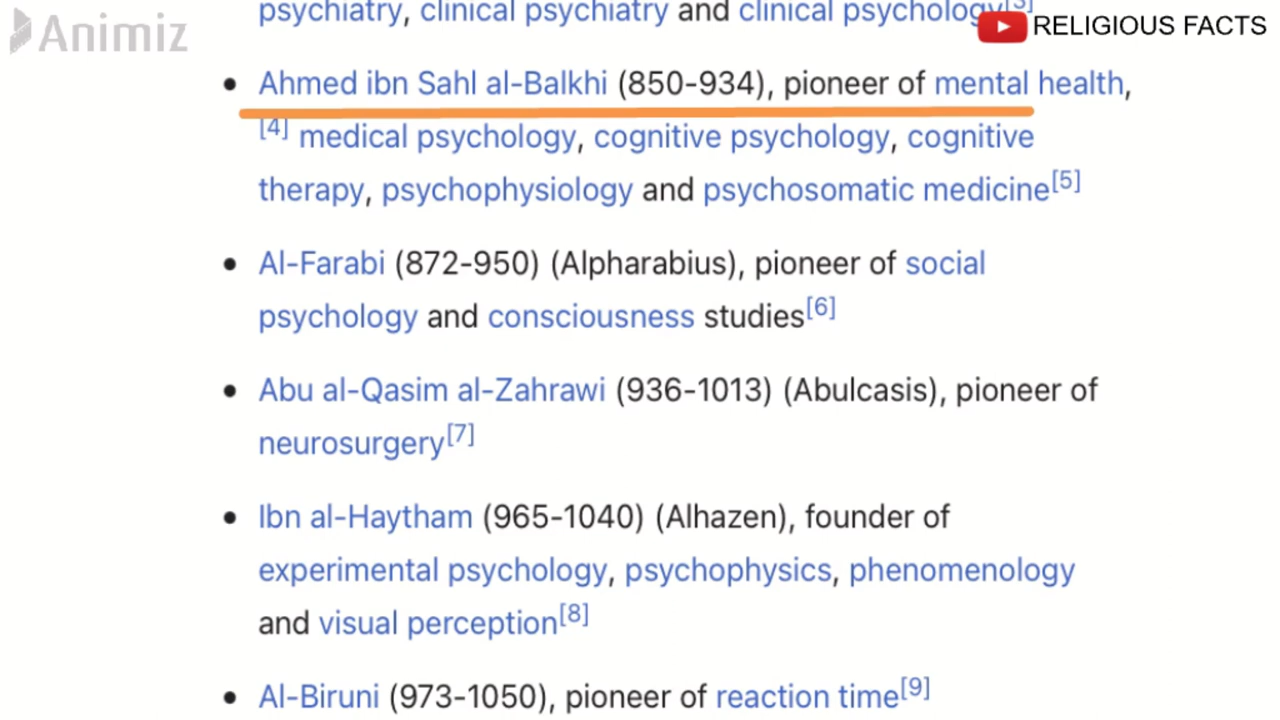 Animiz
psychiatry, clinical psychiatry and clinical psychology[3]
RELIGIOUS FACTS
• Ahmed ibn Sahl al-Balkhi (850-934), pioneer of mental health,
[4] medical psychology, cognitive psychology, cognitive
therapy, psychophysiology and psychosomatic medicine[5]
• Al-Farabi (872-950) (Alpharabius), pioneer of social
psychology and consciousness studies[6]
• Abu al-Qasim al-Zahrawi (936-1013) (Abulcasis), pioneer of
neurosurgery[7]
• Ibn al-Haytham (965-1040) (Alhazen), founder of
experimental psychology, psychophysics, phenomenology
and visual perception[8]
• Al-Biruni (973-1050), pioneer of reaction time[9]